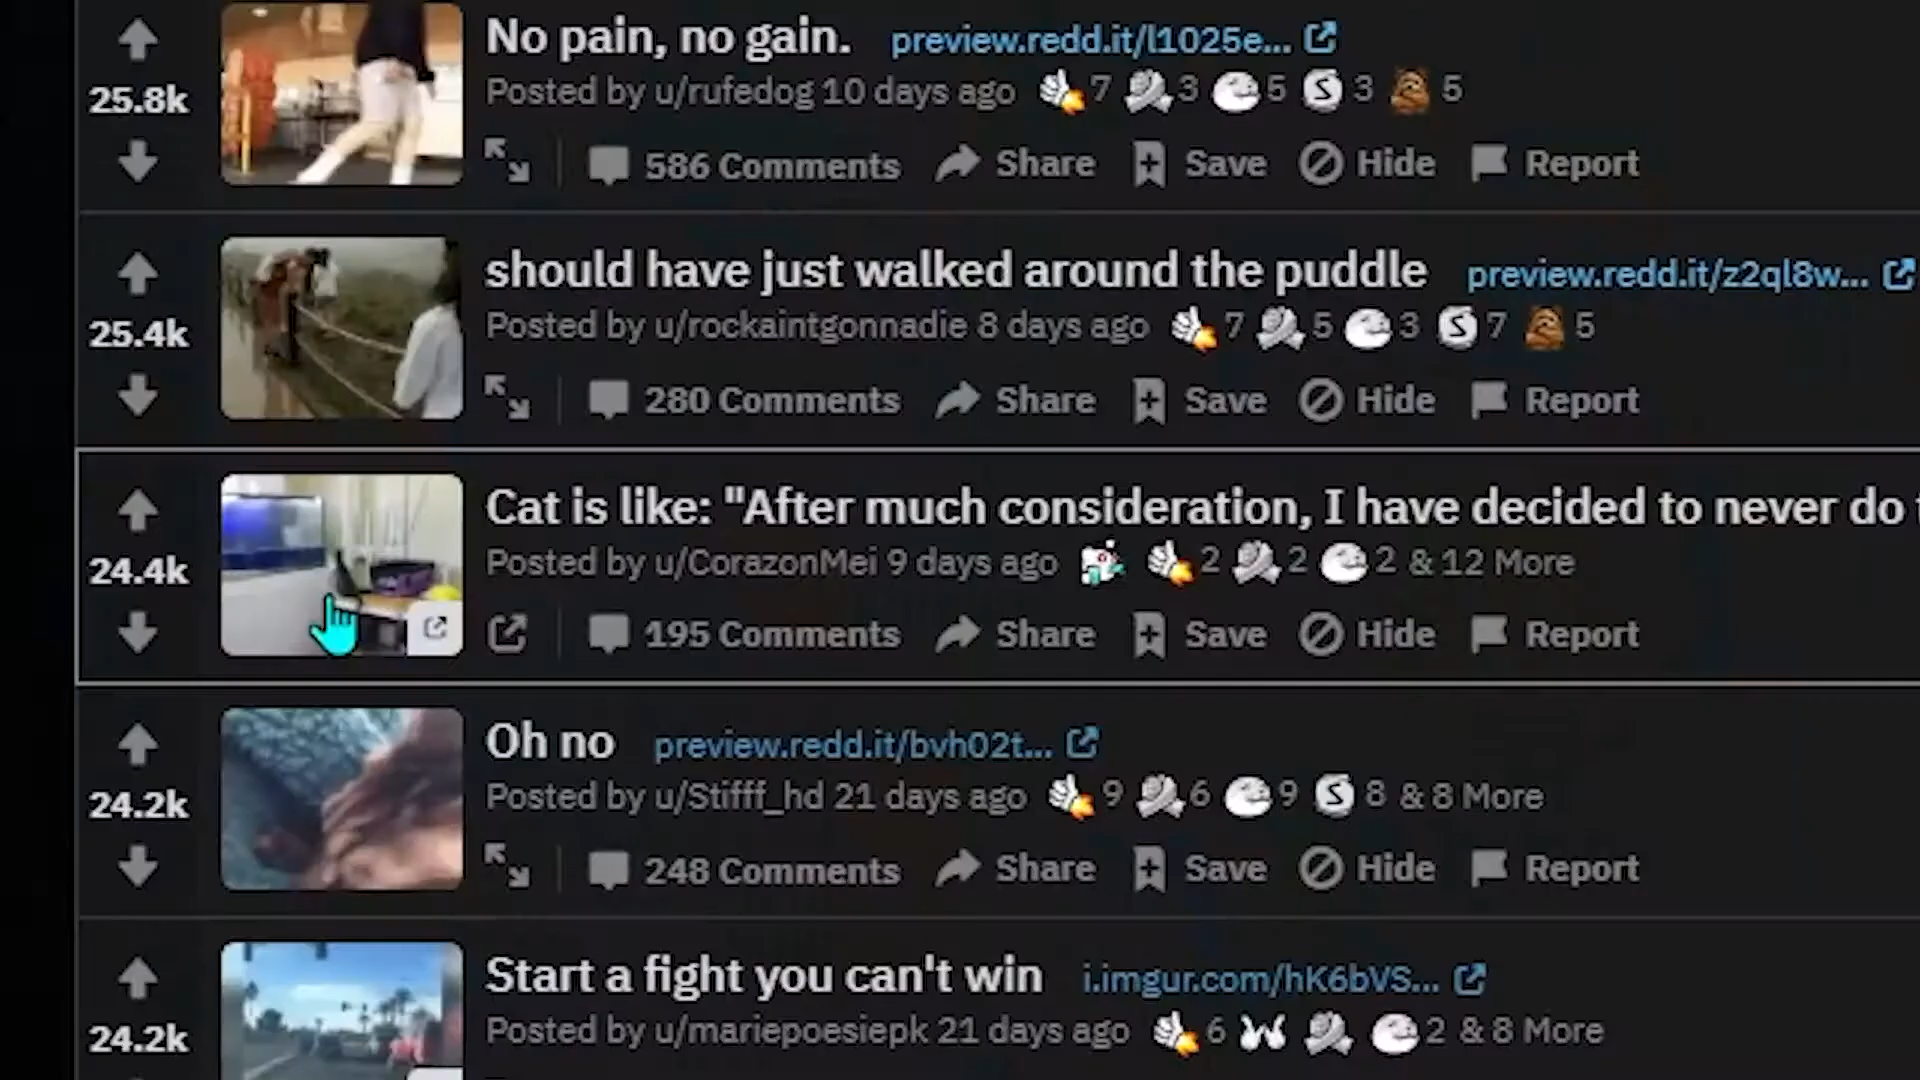 No pain, no gain. preview.redd.it/l1025e...
Posted by u/rufedog 10 days ago 7 3 5 3 5
25.8k
586 Comments Share Save Hide Report
should have just walked around the puddle preview.redd.it/z2ql8w...
Posted by u/rockaintgonnadie 8 days ago 7 5 3 7 5
25.4k
280 Comments Share Save Hide Report
Cat is like: "After much consideration, I have decided to never do
Posted by u/CorazonMei 9 days ago 2 2 2 & 12 More
24.4k
195 Comments Share Save Hide Report
Oh no preview.redd.it/bvh02t...
Posted by u/Stifff_hd 21 days ago 9 6 9 8 & 8 More
24.2k
248 Comments Share Save Hide Report
Start a fight you can't win i.imgur.com/hK6bVS...
Posted by u/mariepoesiepk 21 days ago 6 2 & 8 More
24.2k